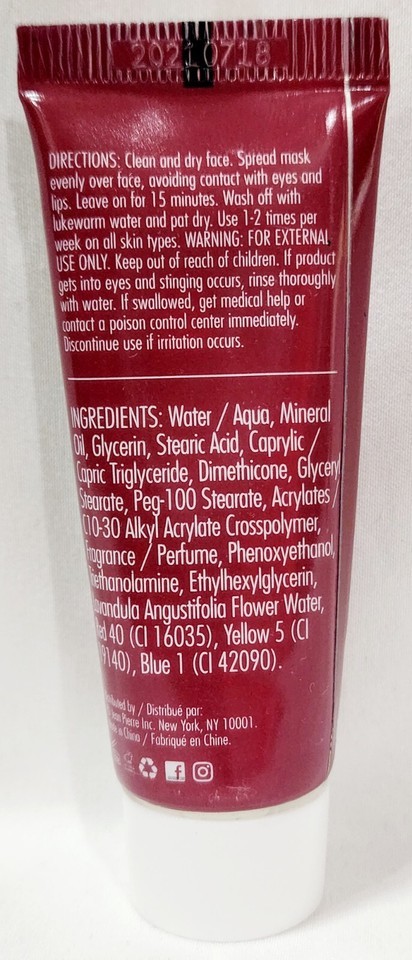 20210718
DIRECTIONS: Clean and dry face. Spread mask
evenly over face, avoiding contact with eyes and
lips. Leave on for 15 minutes. Wash off with
lukewarm water and pat dry. Use 1-2 times per
week on all skin types. WARNING: FOR EXTERNAL
USE ONLY. Keep out of reach of children. If product
gets into eyes and stinging occurs, rinse thoroughly
with water. If swallowed, get medical help or
contact a poison control center immediately.
Discontinue use if irritation occurs.
INGREDIENTS: Water / Aqua, Mineral
Oil, Glycerin, Stearic Acid, Caprylic /
Capric Triglyceride, Dimethicone, Glyceryl
Stearate, Peg-100 Stearate, Acrylates /
C10-30 Alkyl Acrylate Crosspolymer,
Fragrance / Perfume, Phenoxyethanol,
Triethanolamine, Ethylhexylglycerin,
Lavandula Angustifolia Flower Water,
Red 40 (CI 16035), Yellow 5 (CI
19140), Blue 1 (CI 42090).
by / Distribué par:
Jean Pierre Inc. New York, NY 10001.
in China / Fabriqué en Chine.